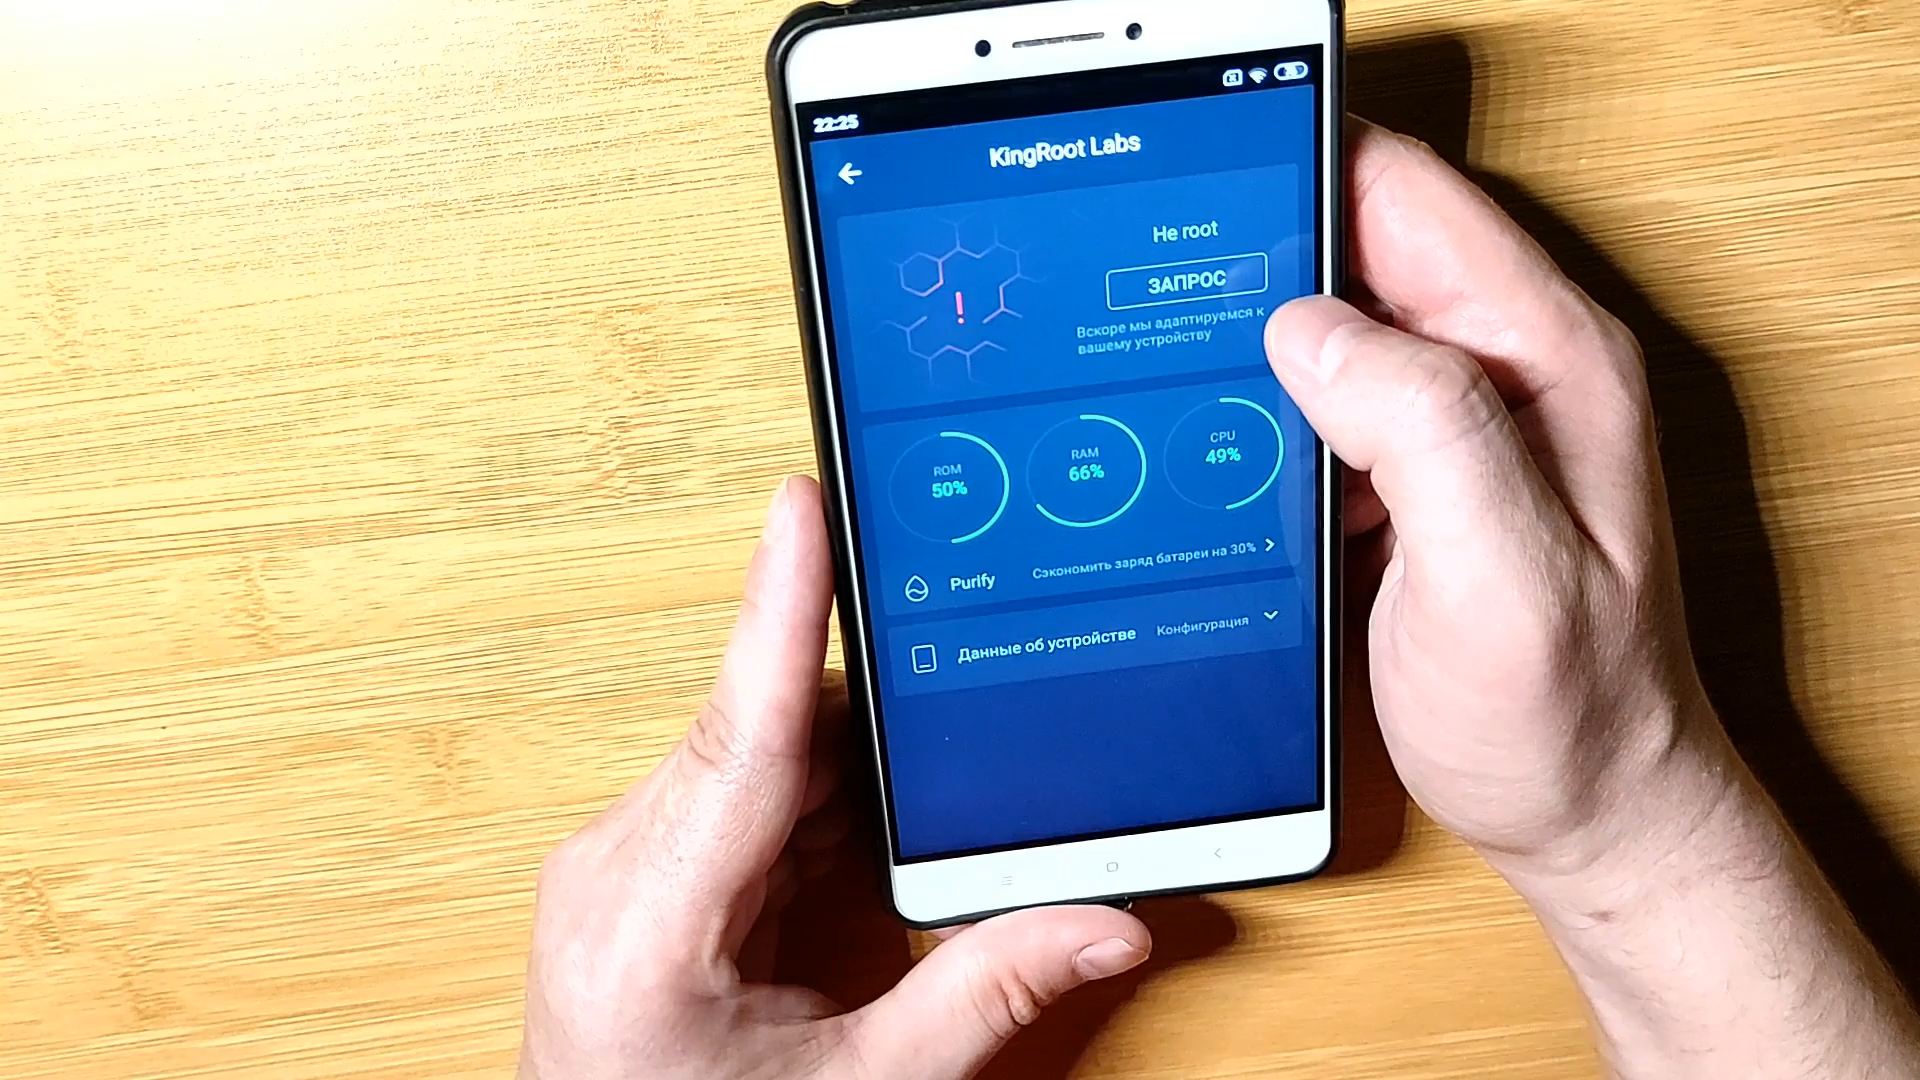 22:25
KingRoot Labs
Не root
ЗАПРОС
Вскоре мы адаптируемся к
вашему устройству
ROM
50%
RAM
66%
CPU
49%
Purify
Сэкономить заряд батареи на 30%
Данные об устройстве
Конфигурация